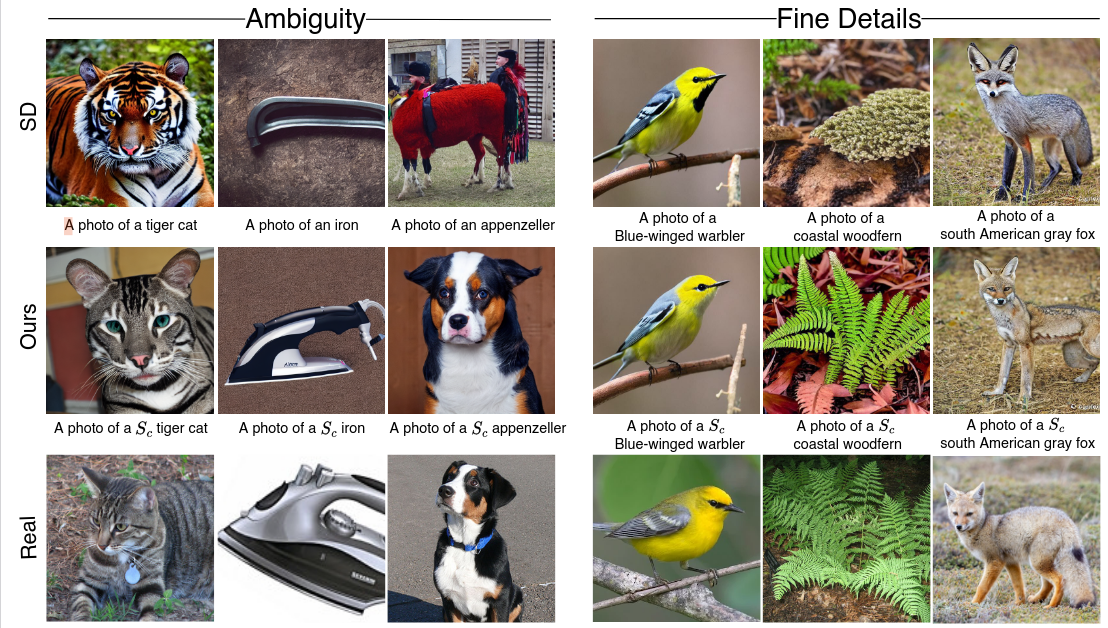 Ambiguity
Fine Details
SD
A photo of a tiger cat
A photo of an iron
A photo of an appenzeller
A photo of a
Blue-winged warbler
A photo of a
coastal woodfern
A photo of a
south American gray fox
Ours
A photo of a S_c tiger cat
A photo of a S_c iron
A photo of a S_c appenzeller
A photo of a S_c
Blue-winged warbler
A photo of a S_c
coastal woodfern
A photo of a S_c
south American gray fox
Real